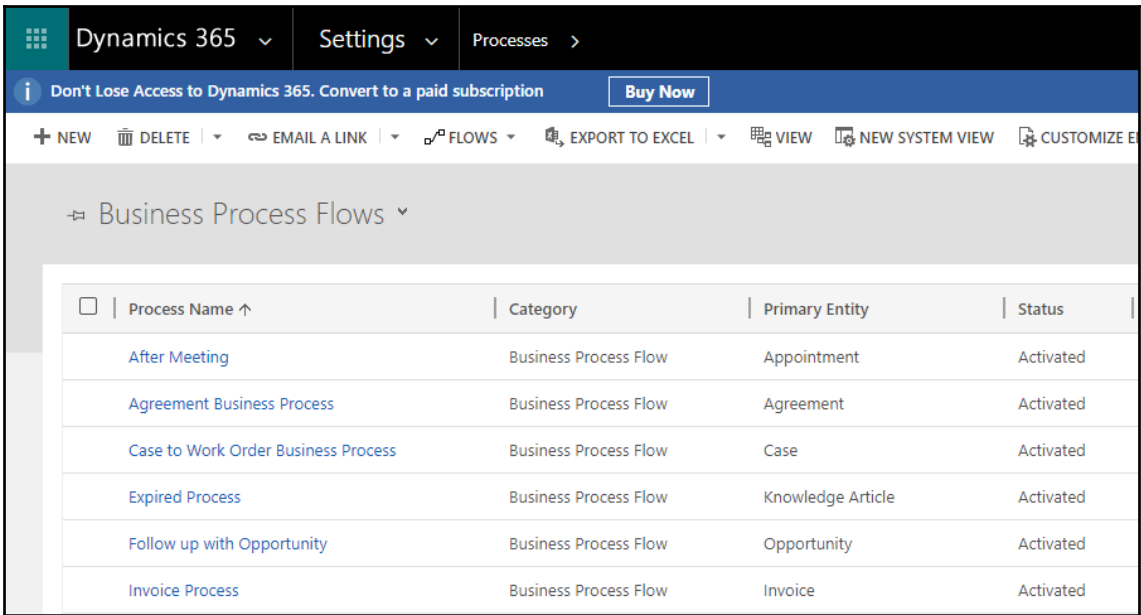 Dynamics 365 Settings Processes
Don't Lose Access to Dynamics 365. Convert to a paid subscription Buy Now
NEW DELETE EMAIL A LINK FLOWS EXPORT TO EXCEL VIEW NEW SYSTEM VIEW CUSTOMIZE
Business Process Flows
Process Name Category Primary Entity Status
After Meeting Business Process Flow Appointment Activated
Agreement Business Process Business Process Flow Agreement Activated
Case to Work Order Business Process Business Process Flow Case Activated
Expired Process Business Process Flow Knowledge Article Activated
Follow up with Opportunity Business Process Flow Opportunity Activated
Invoice Process Business Process Flow Invoice Activated